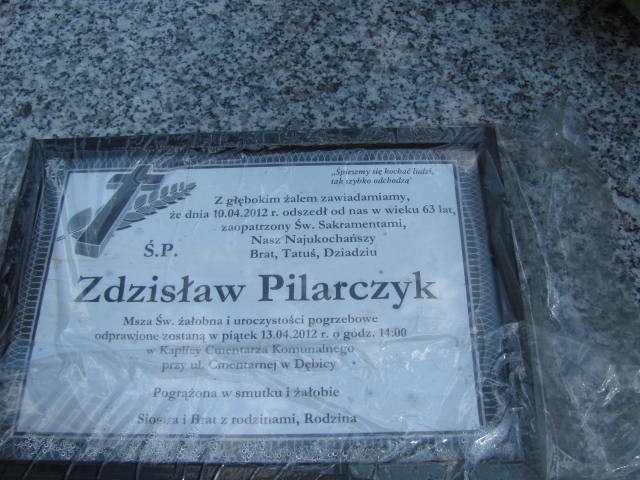 „Śpieszmy się kochać ludzi,
tak szybko odchodzą"
Z głębokim żalem zawiadamiamy,
że dnia 10.04.2012 r. odszedł od nas w wieku 63 lat,
zaopatrzony Św. Sakramentami,
Nasz Najukochańszy
Ś.P. Brat, Tatuś, Dziadziu
Zdzisław Pilarczyk
Msza Św. żałobna i uroczystości pogrzebowe
odprawione zostaną w piątek 13.04.2012 r. o godz. 14:00
w Kaplicy Cmentarza Komunalnego
przy ul. Cmentarnej w Dębicy
Pogrążona w smutku i żałobie
Siostra i Brat z rodzinami, Rodzina